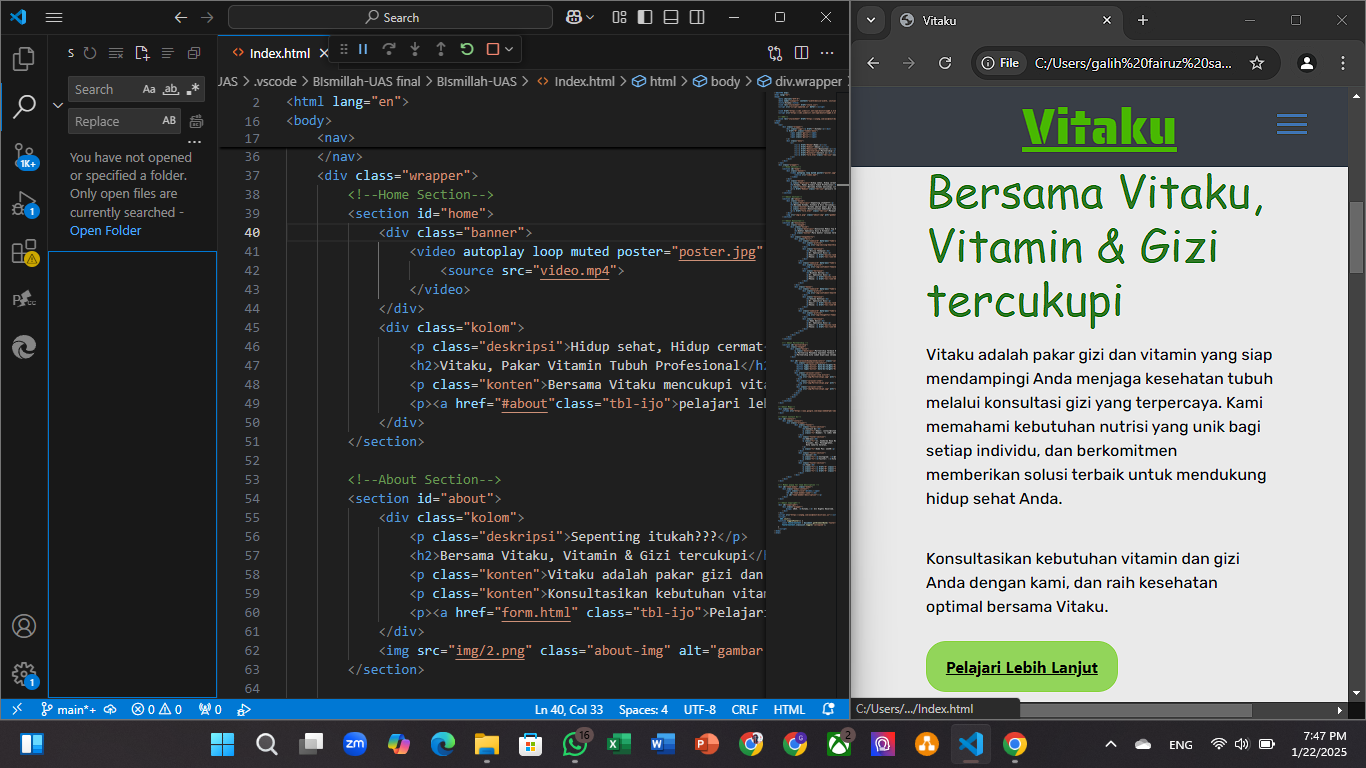 Search
Index.html
S
Search
Aa ab
Replace
AB
You have not opened
or specified a folder.
Only open files are
currently searched -
Open Folder
1K+
1
1
UAS > .vscode > BIsmillah-UAS final > BIsmillah-UAS > Index.html > html > body > div.wrapper
2 <html lang="en">
16 <body>
17 <nav>
36 </nav>
37 <div class="wrapper">
38 <!--Home Section-->
39 <section id="home">
40 <div class="banner">
41 <video autoplay loop muted poster="poster.jpg"
42 <source src="video.mp4">
43 </video>
44 </div>
45 <div class="kolom">
46 <p class="deskripsi">Hidup sehat, Hidup cermat
47 <h2>Vitaku, Pakar Vitamin Tubuh Profesional</h
48 <p class="konten">Bersama Vitaku mencukupi vita
49 <p><a href="#about"class="tbl-ijo">pelajari le
50 </div>
51 </section>
52
53 <!--About Section-->
54 <section id="about">
55 <div class="kolom">
56 <p class="deskripsi">Sepenting itukah???</p>
57 <h2>Bersama Vitaku, Vitamin & Gizi tercukupi</
58 <p class="konten">Vitaku adalah pakar gizi dan
59 <p class="konten">Konsultasikan kebutuhan vitam
60 <p><a href="form.html" class="tbl-ijo">Pelajari
61 </div>
62 <img src="img/2.png" class="about-img" alt="gambar
63 </section>
64
main*+
0 0
0
Ln 40, Col 33
Spaces: 4
UTF-8
CRLF
HTML
Vitaku
File
C:/Users/galih%20fairuz%20sa...
Vitaku
Bersama Vitaku,
Vitamin & Gizi
tercukupi
Vitaku adalah pakar gizi dan vitamin yang siap
mendampingi Anda menjaga kesehatan tubuh
melalui konsultasi gizi yang terpercaya. Kami
memahami kebutuhan nutrisi yang unik bagi
setiap individu, dan berkomitmen
memberikan solusi terbaik untuk mendukung
hidup sehat Anda.
Konsultasikan kebutuhan vitamin dan gizi
Anda dengan kami, dan raih kesehatan
optimal bersama Vitaku.
Pelajari Lebih Lanjut
C:/Users/.../Index.html
zm
16
2
ENG
7:47 PM
1/22/2025